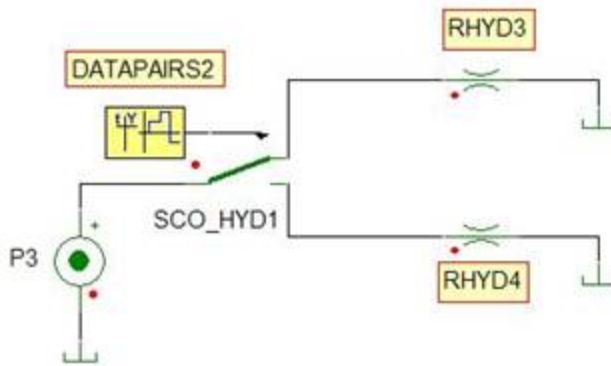 RHYD3
DATAPAIRS2
t|Y
SCO_HYD1
P3
+
RHYD4